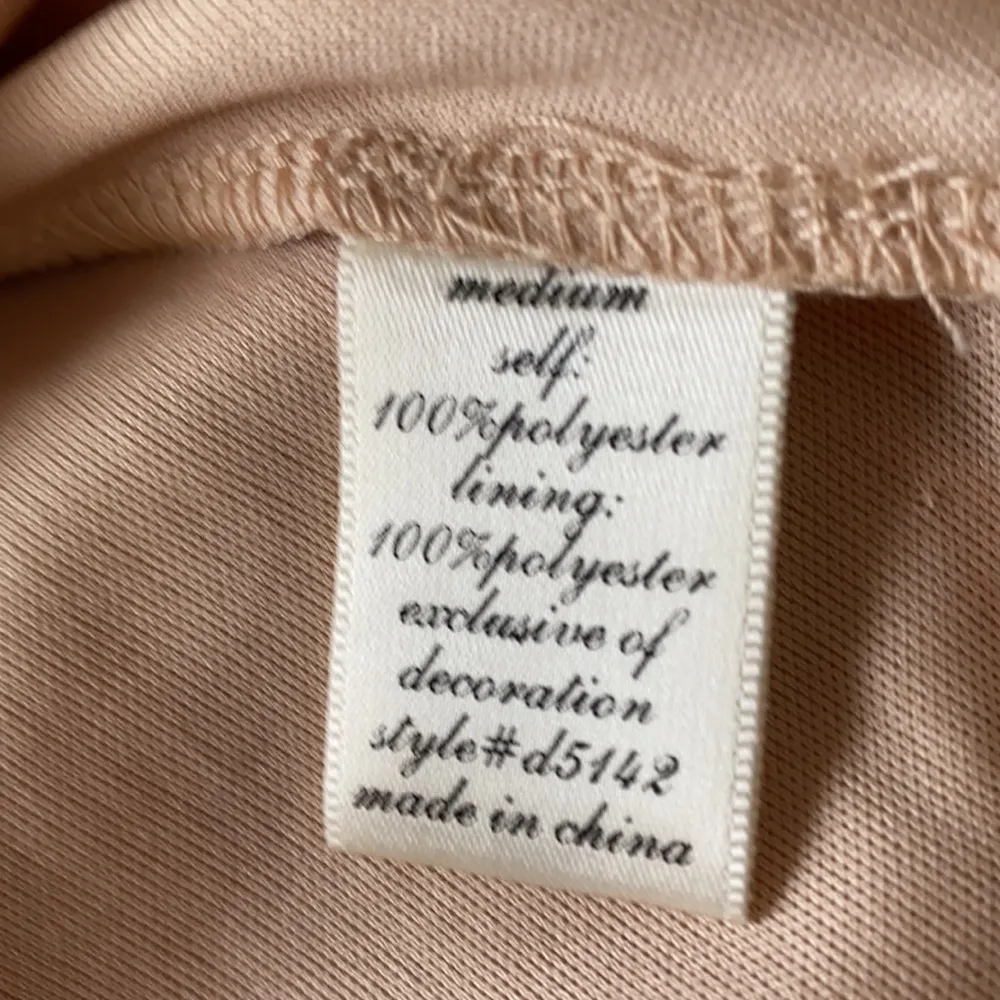 medium
self:
100%polyester
lining:
100%polyester
exclusive of
decoration
style#d5142
made in china